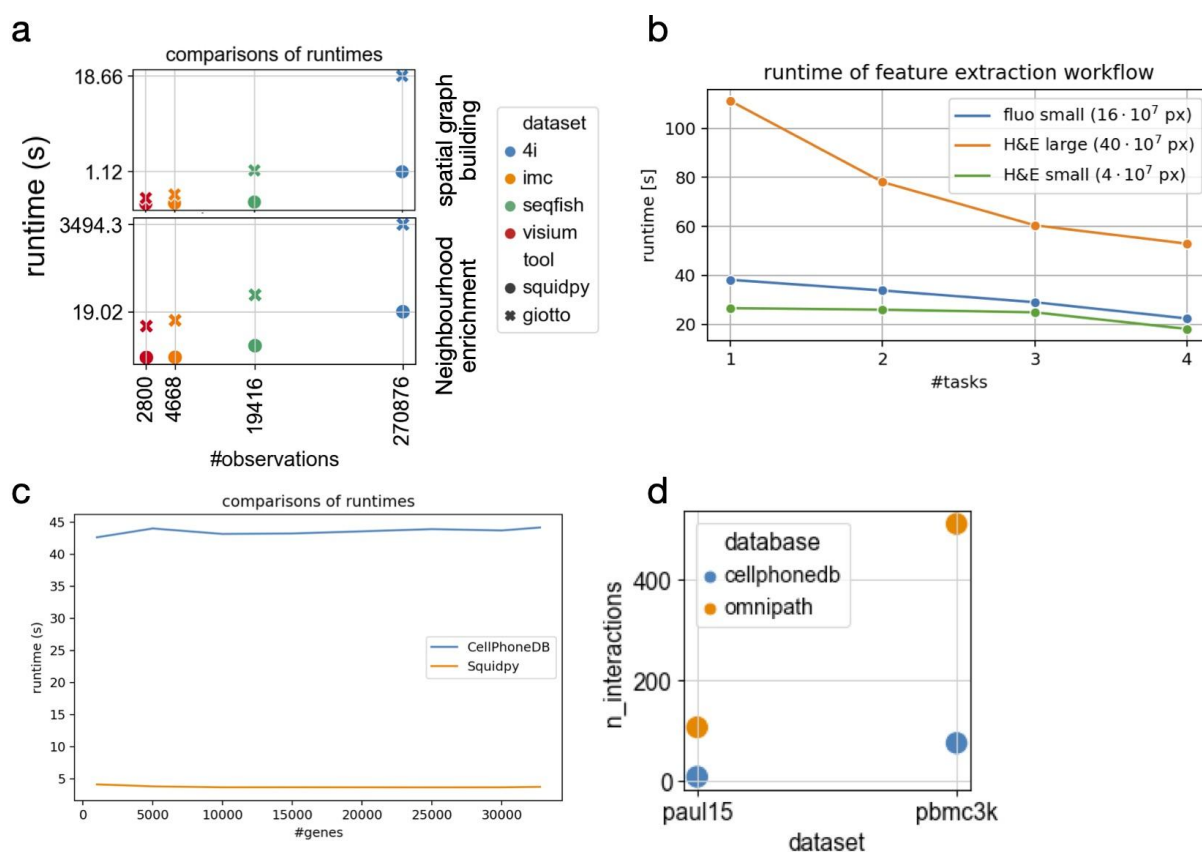 a
comparisons of runtimes
18.66
1.12
3494.3
19.02
runtime (s)
spatial graph
building
Neighbourhood
enrichment
2800
4668
19416
270876
#observations
dataset
4i
imc
seqfish
visium
tool
squidpy
giotto
b
runtime of feature extraction workflow
fluo small (16 · 10⁷ px)
H&E large (40 · 10⁷ px)
H&E small (4 · 10⁷ px)
100
80
60
40
20
runtime [s]
1 2 3 4
#tasks
c
comparisons of runtimes
45
40
35
30
25
20
15
10
5
runtime (s)
CellPhoneDB
Squidpy
0 5000 10000 15000 20000 25000 30000
#genes
d
database
cellphonedb
omnipath
400
200
0
n_interactions
paul15 pbmc3k
dataset